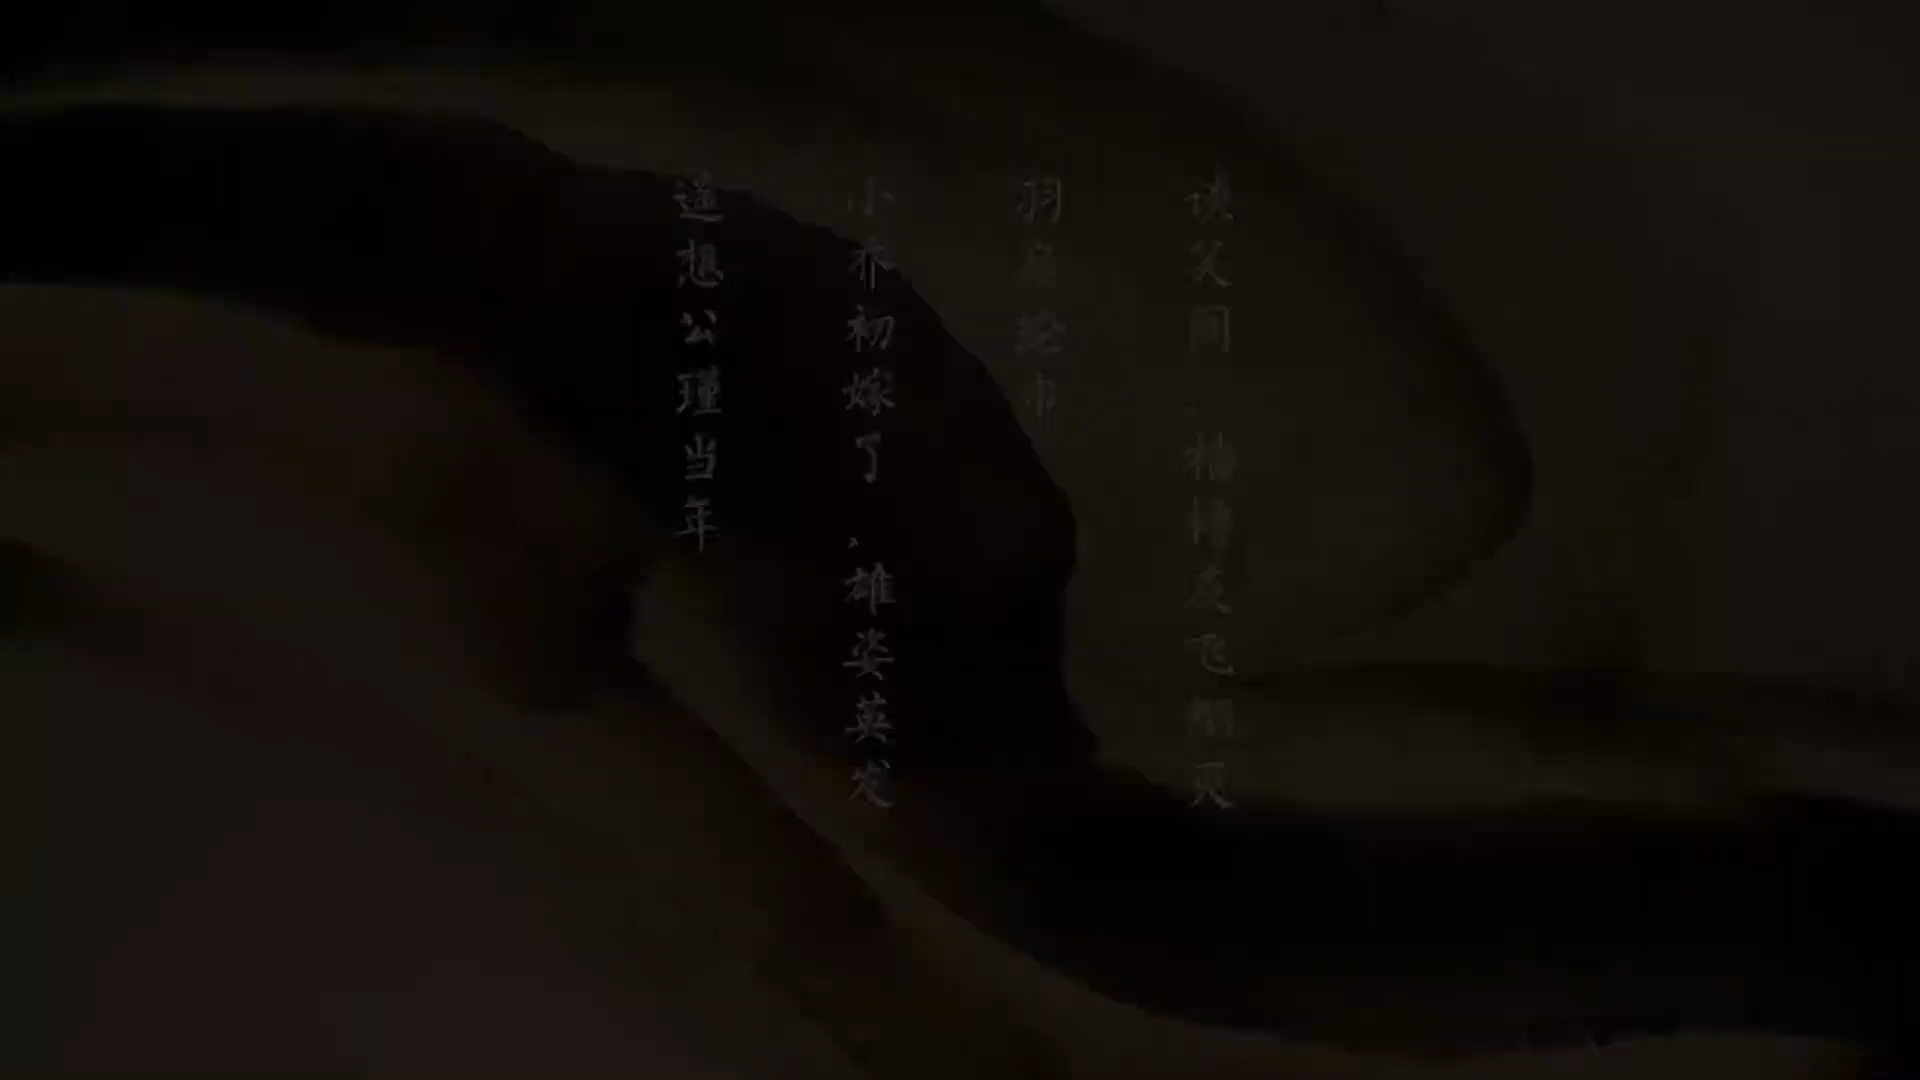 遥想公瑾当年
小乔初嫁了、雄姿英发
羽扇纶巾
谈笑间、樯橹灰飞烟灭